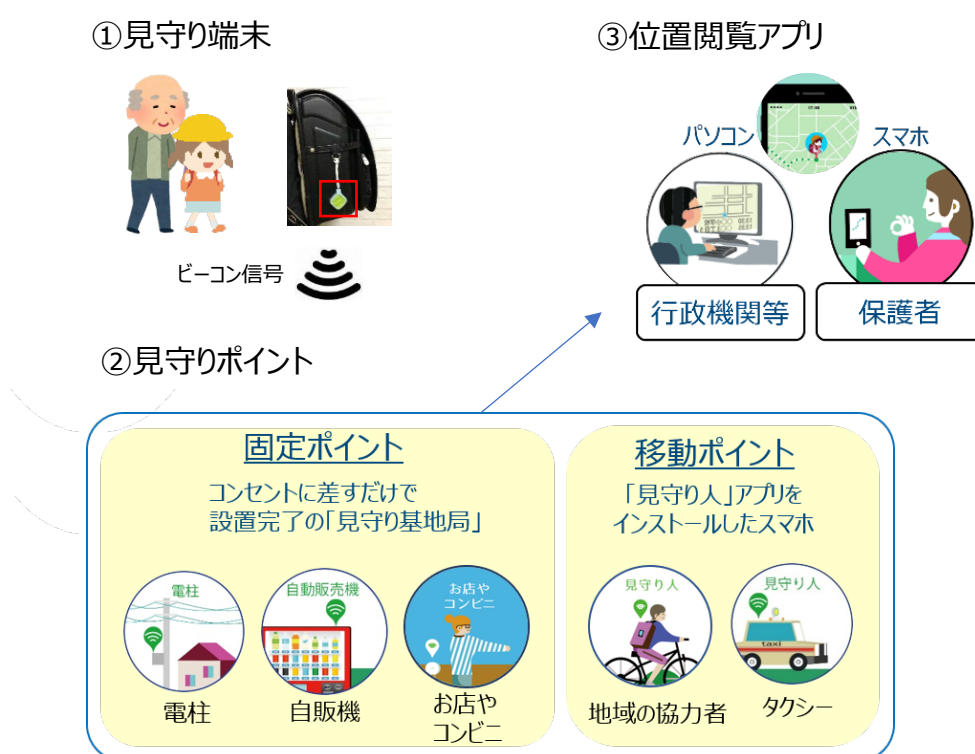 ①見守り端末
ビーコン信号
③位置閲覧アプリ
パソコン
スマホ
行政機関等
保護者
②見守りポイント
固定ポイント
コンセントに差すだけで
設置完了の「見守り基地局」
電柱
自動販売機
お店や
コンビニ
電柱
自販機
お店や
コンビニ
移動ポイント
「見守り人」アプリを
インストールしたスマホ
見守り人
見守り人
taxi
地域の協力者
タクシー